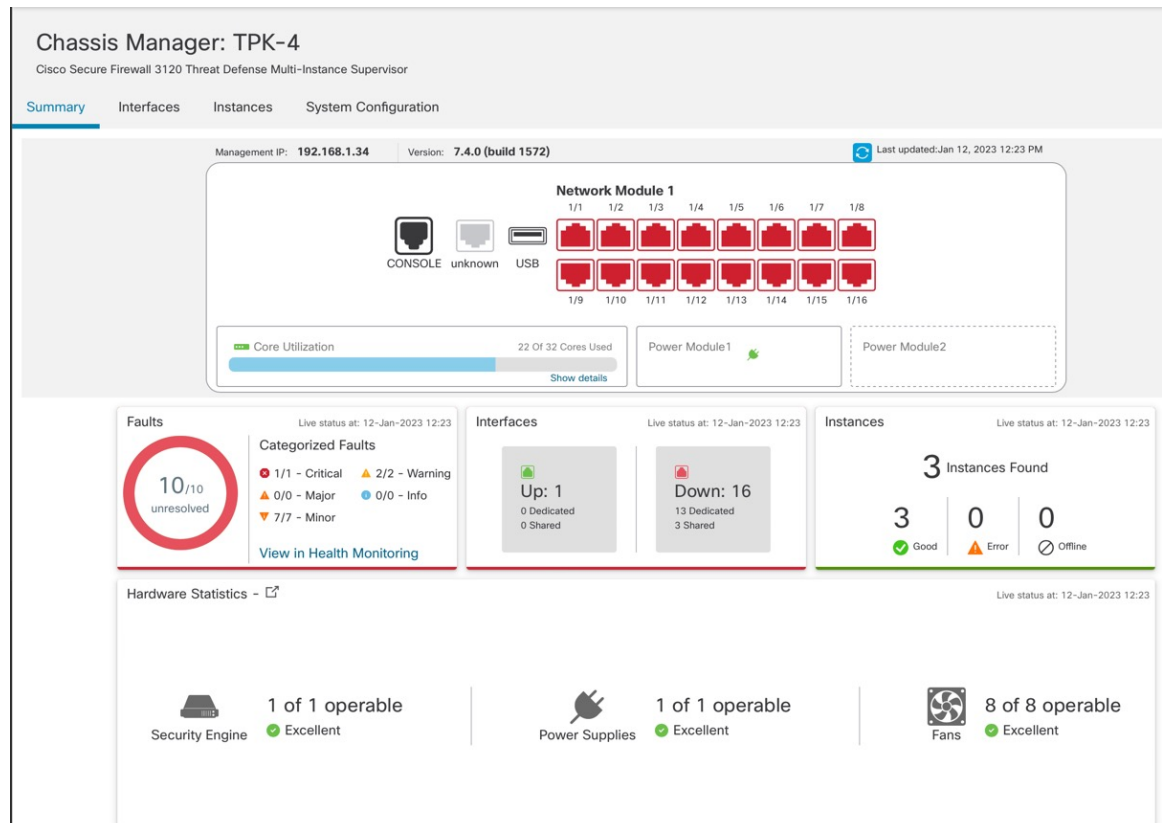 Chassis Manager: TPK-4
Cisco Secure Firewall 3120 Threat Defense Multi-Instance Supervisor
Summary Interfaces Instances System Configuration
Management IP: 192.168.1.34 Version: 7.4.0 (build 1572) Last updated:Jan 12, 2023 12:23 PM
Network Module 1
1/1 1/2 1/3 1/4 1/5 1/6 1/7 1/8
CONSOLE unknown USB
1/9 1/10 1/11 1/12 1/13 1/14 1/15 1/16
Core Utilization 22 Of 32 Cores Used
Show details
Power Module1
Power Module2
Faults Live status at: 12-Jan-2023 12:23
10/10
unresolved
Categorized Faults
1/1 - Critical 2/2 - Warning
0/0 - Major 0/0 - Info
7/7 - Minor
View in Health Monitoring
Interfaces Live status at: 12-Jan-2023 12:23
Up: 1
0 Dedicated
0 Shared
Down: 16
13 Dedicated
3 Shared
Instances Live status at: 12-Jan-2023 12:23
3 Instances Found
3 0 0
Good Error Offline
Hardware Statistics - Live status at: 12-Jan-2023 12:23
Security Engine
1 of 1 operable
Excellent
Power Supplies
1 of 1 operable
Excellent
Fans
8 of 8 operable
Excellent